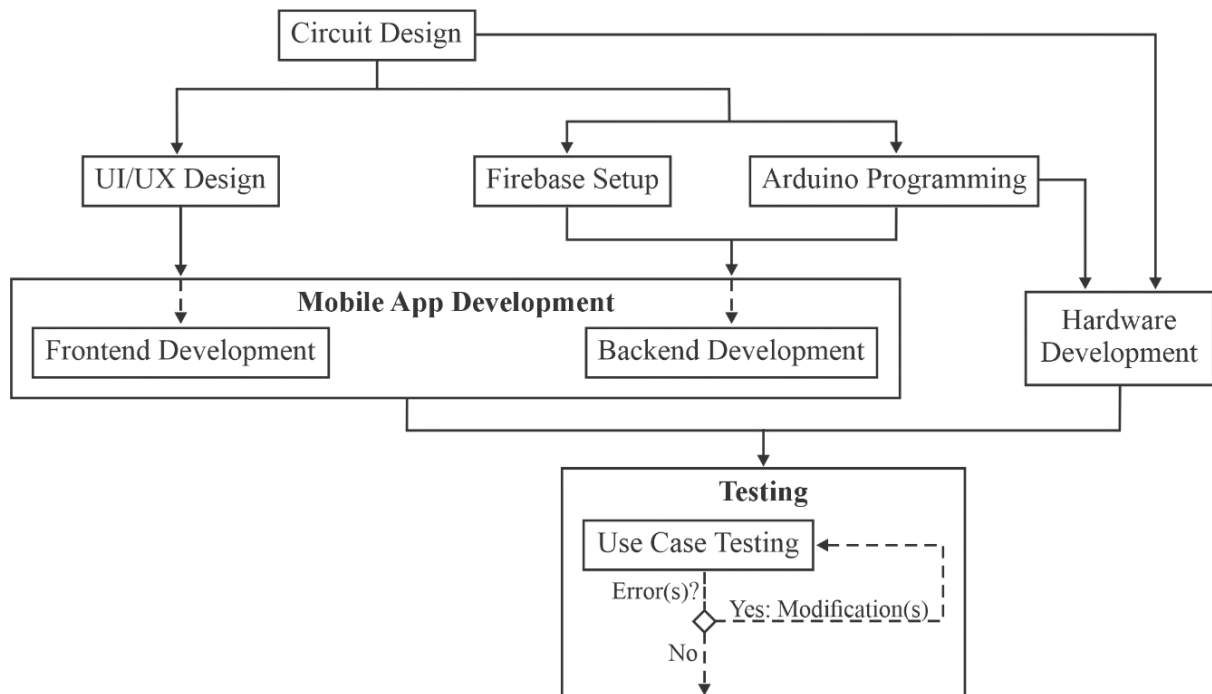 Circuit Design
UI/UX Design
Firebase Setup
Arduino Programming
Mobile App Development
Frontend Development
Backend Development
Hardware
Development
Testing
Use Case Testing
Error(s)?
Yes: Modification(s)
No